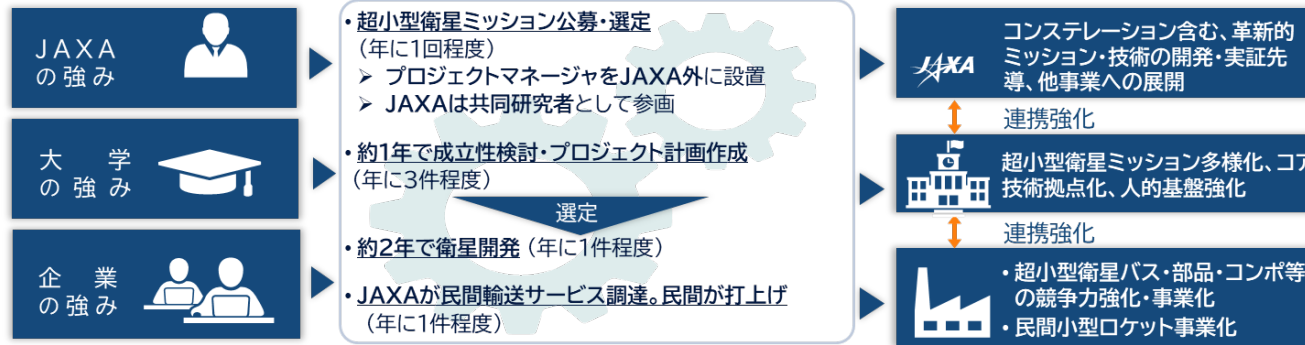 JAXA
の強み
大学
の強み
企業
の強み
・超小型衛星ミッション公募・選定
(年に1回程度)
➢ プロジェクトマネージャをJAXA外に設置
➢ JAXAは共同研究者として参画
・約1年で成立性検討・プロジェクト計画作成
(年に3件程度)
選定
・約2年で衛星開発 (年に1件程度)
・JAXAが民間輸送サービス調達。民間が打上げ
(年に1件程度)
JAXA
コンステレーション含む、革新的
ミッション・技術の開発・実証先
導、他事業への展開
連携強化
超小型衛星ミッション多様化、コア
技術拠点化、人的基盤強化
連携強化
・超小型衛星バス・部品・コンポ等
の競争力強化・事業化
・民間小型ロケット事業化